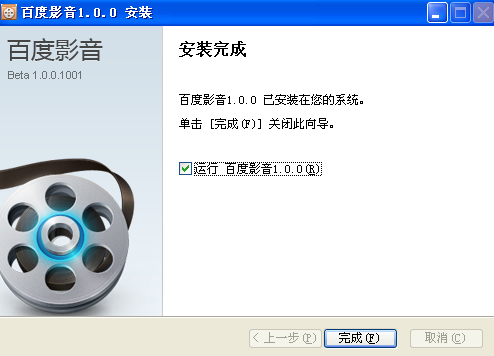 百度影音1.0.0 安装
百度影音
Beta 1.0.0.1001
安装完成
百度影音1.0.0 已安装在您的系统。
单击 [完成(F)] 关闭此向导。
运行 百度影音1.0.0(R)
< 上一步(P)
完成(F)
取消(C)